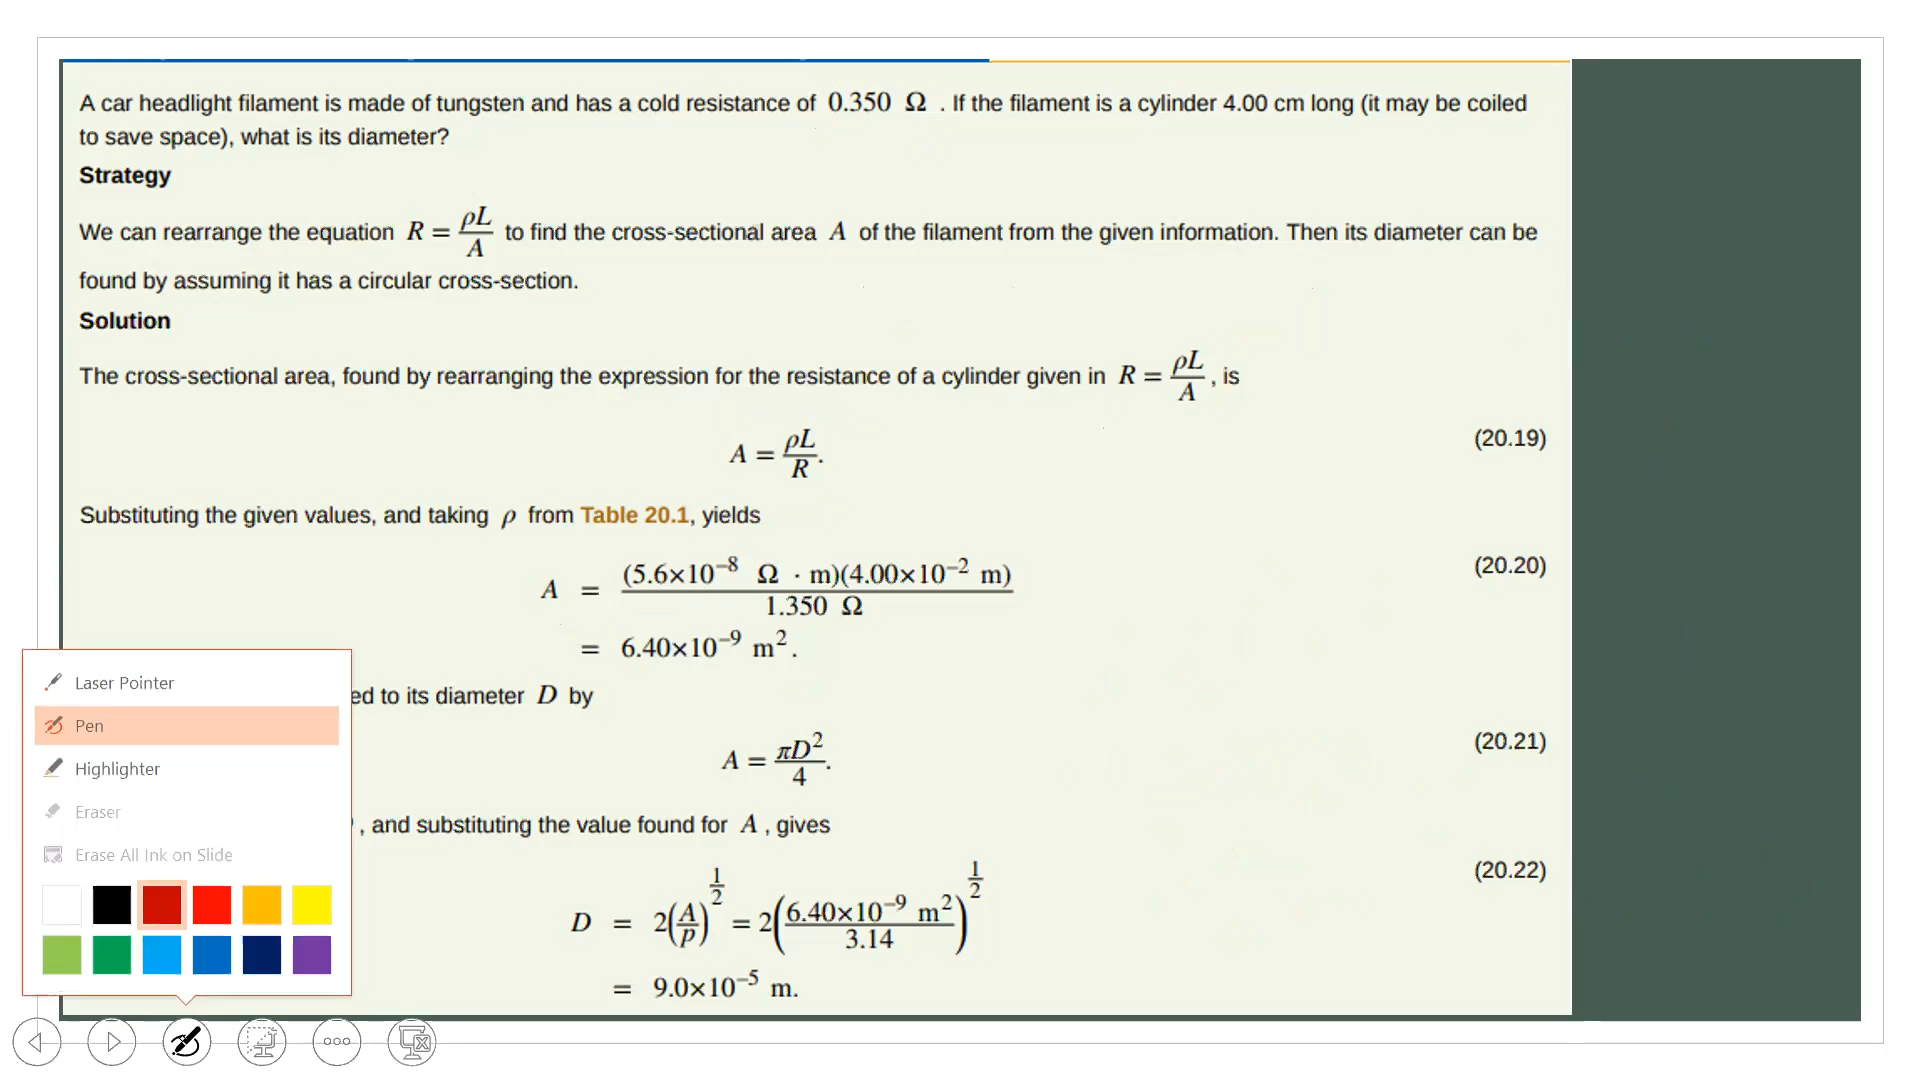 A car headlight filament is made of tungsten and has a cold resistance of 0.350 Ω . If the filament is a cylinder 4.00 cm long (it may be coiled
to save space), what is its diameter?
Strategy
We can rearrange the equation R = ρL/A to find the cross-sectional area A of the filament from the given information. Then its diameter can be
found by assuming it has a circular cross-section.
Solution
The cross-sectional area, found by rearranging the expression for the resistance of a cylinder given in R = ρL/A , is
A = ρL/R. (20.19)
Substituting the given values, and taking ρ from Table 20.1, yields
A = (5.6×10⁻⁸ Ω · m)(4.00×10⁻² m)/1.350 Ω (20.20)
= 6.40×10⁻⁹ m².
ed to its diameter D by
A = πD²/4. (20.21)
, and substituting the value found for A , gives
D = 2(A/p)^(1/2) = 2(6.40×10⁻⁹ m²/3.14)^(1/2) (20.22)
= 9.0×10⁻⁵ m.
Laser Pointer
Pen
Highlighter
Eraser
Erase All Ink on Slide